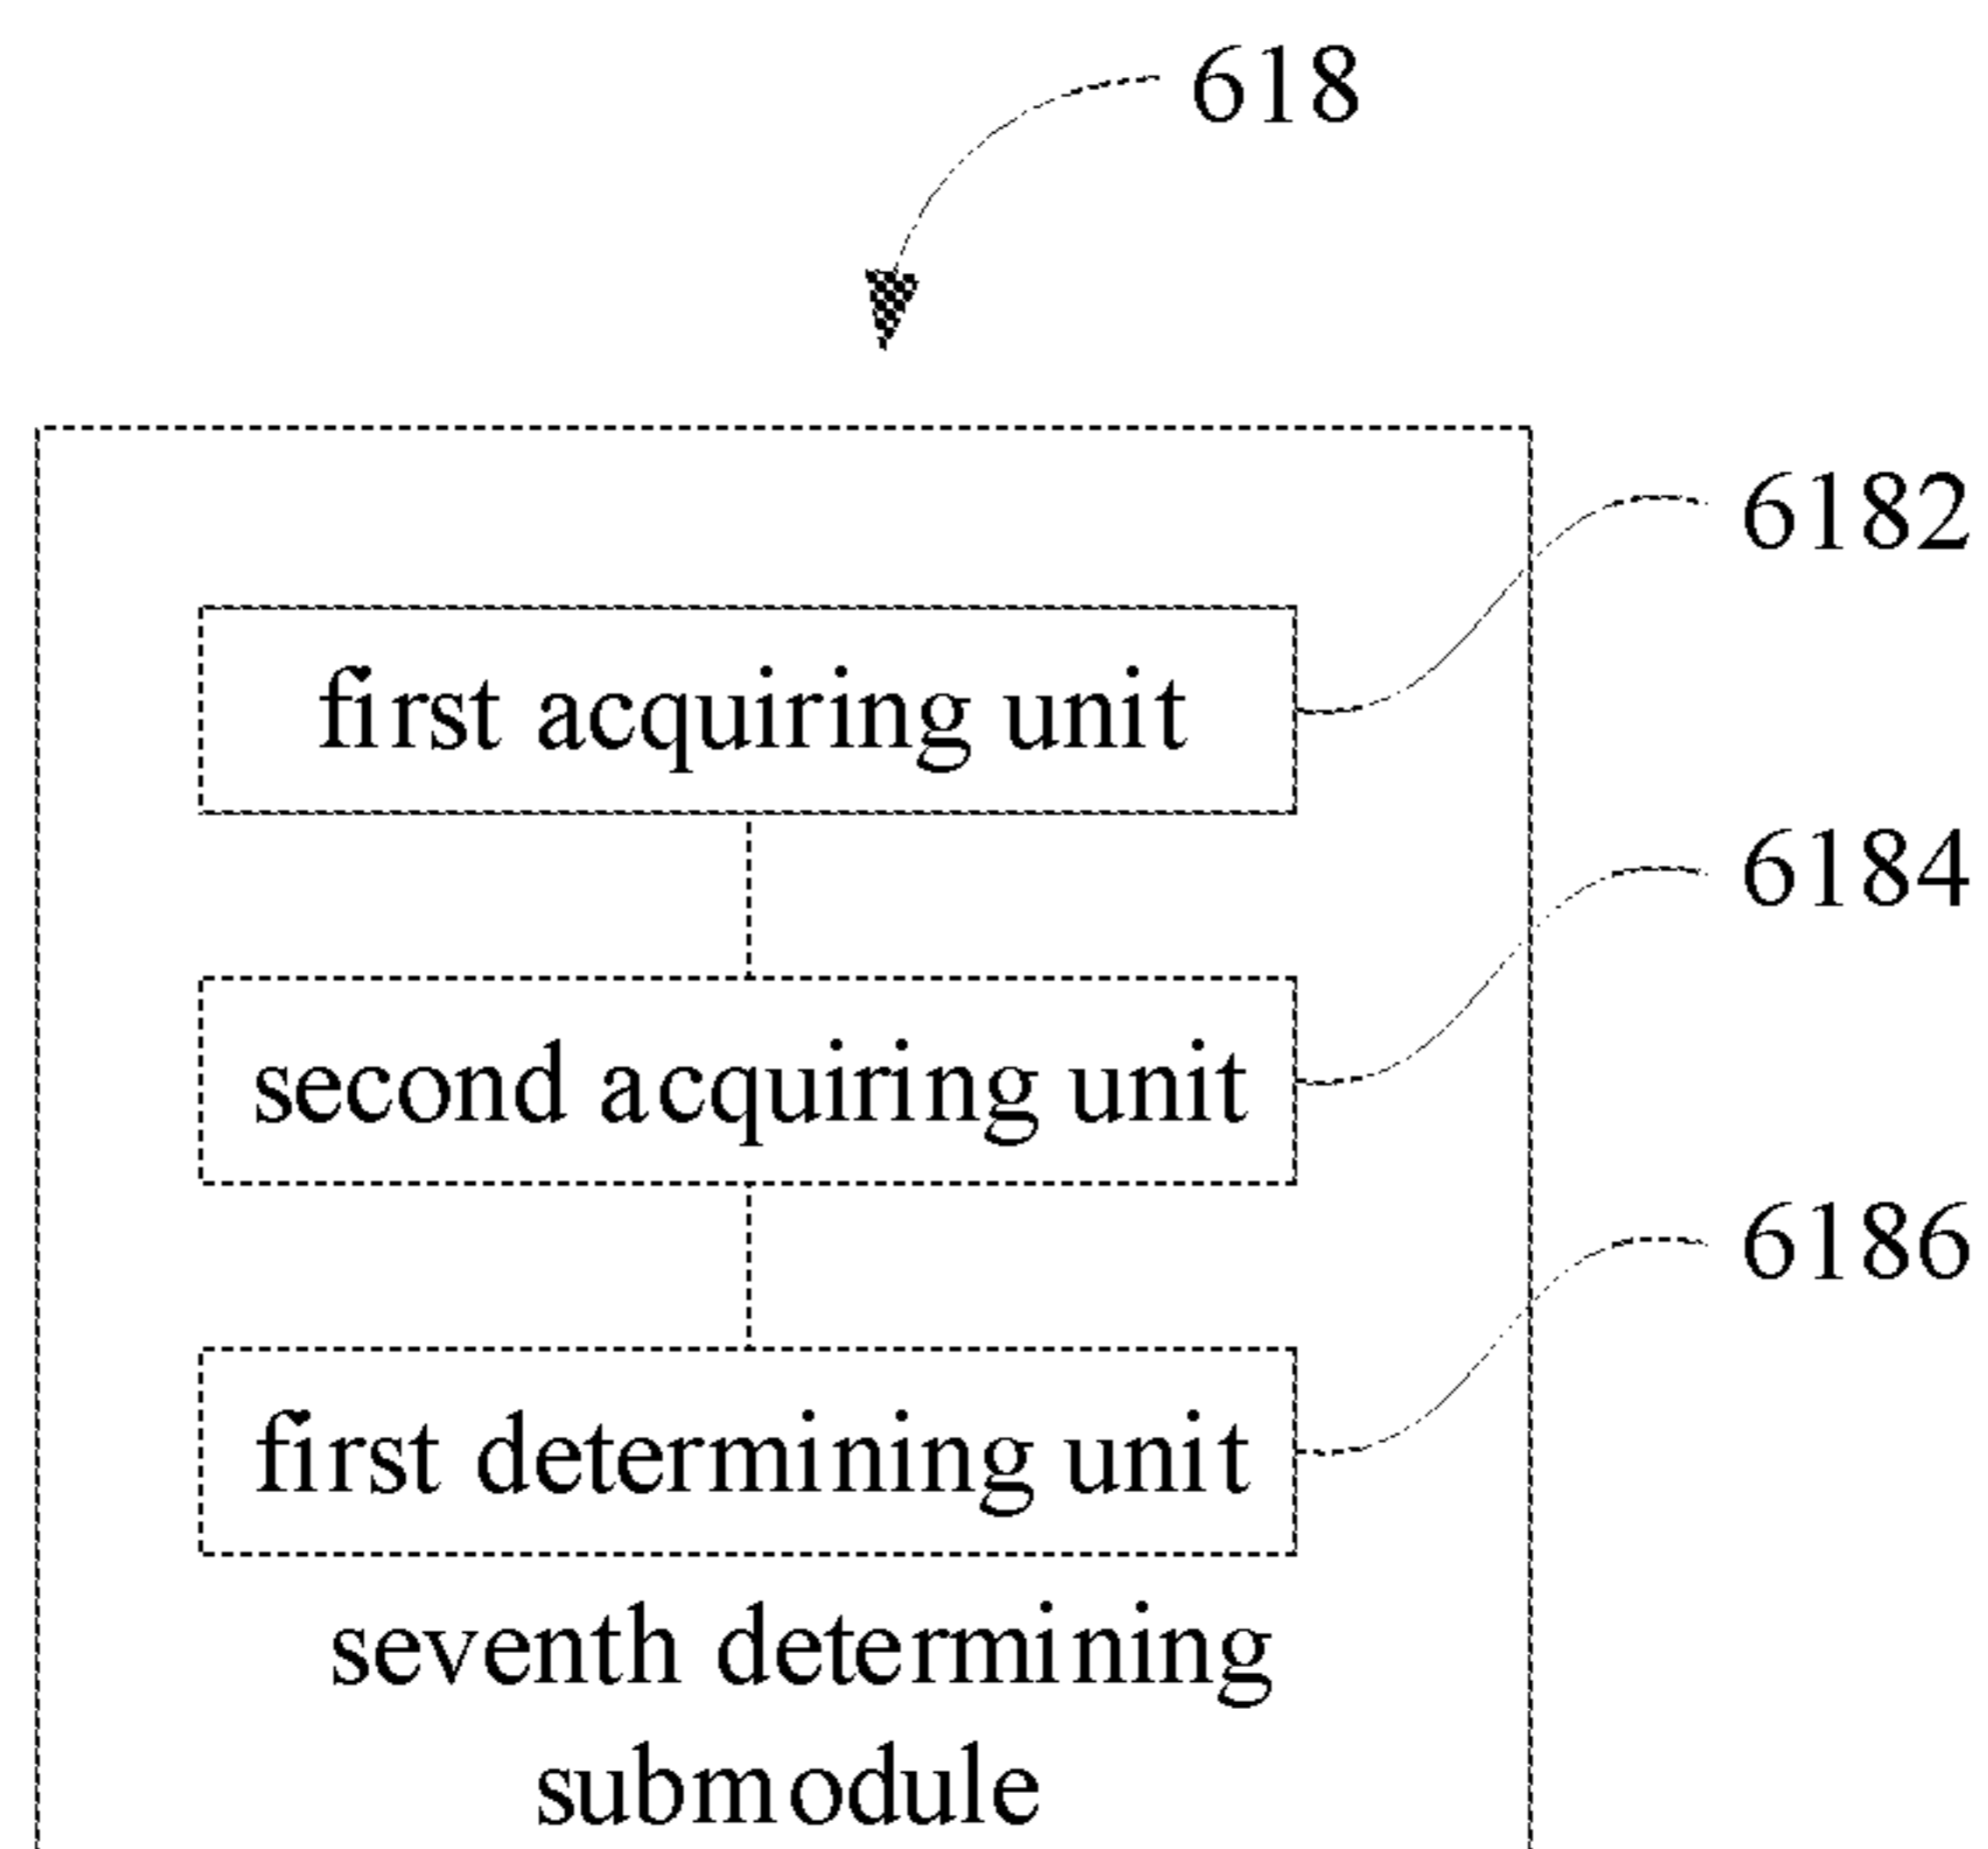 618
6182
first acquiring unit
6184
second acquiring unit
6186
first determining unit
seventh determining
submodule